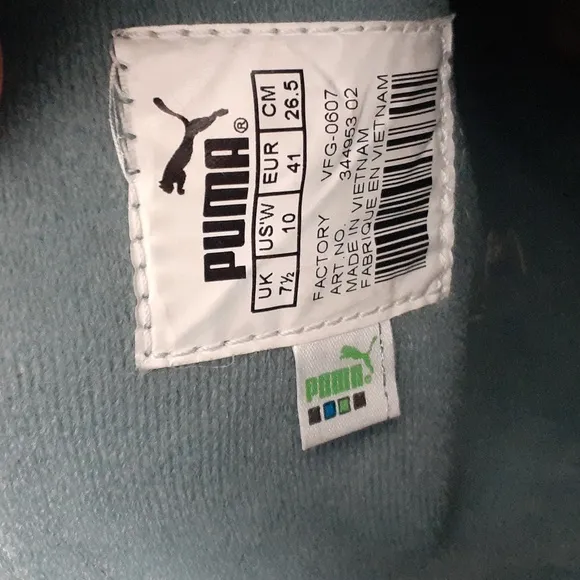 PUMA®
UK US'W EUR CM
7½ 10 41 26.5
FACTORY VFG-0607
ART.NO. 344953 02
MADE IN VIETNAM
FABRIQUE EN VIETNAM
PUMA